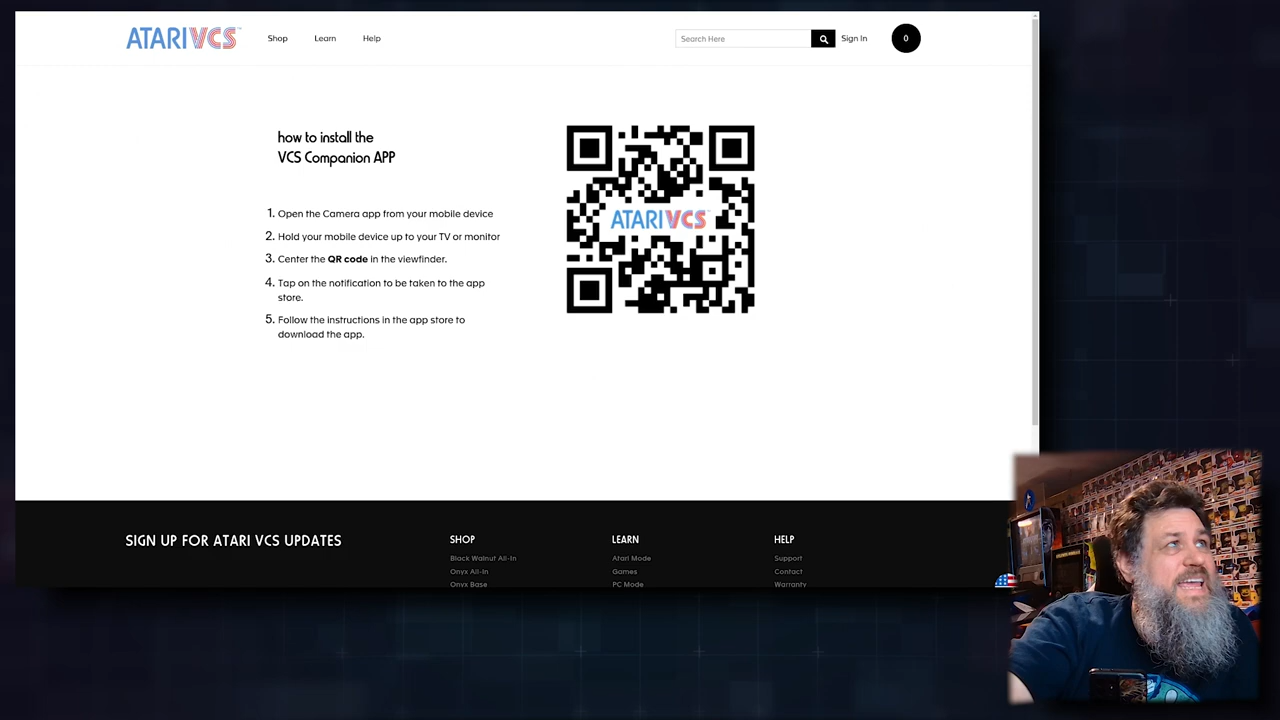 ATARI VCS™ Shop Learn Help Search Here Sign In 0
how to install the
VCS Companion APP
1. Open the Camera app from your mobile device
2. Hold your mobile device up to your TV or monitor
3. Center the QR code in the viewfinder.
4. Tap on the notification to be taken to the app
store.
5. Follow the instructions in the app store to
download the app.
ATARI VCS™
SIGN UP FOR ATARI VCS UPDATES
SHOP
Black Walnut All-In
Onyx All-In
Onyx Base
LEARN
Atari Mode
Games
PC Mode
HELP
Support
Contact
Warranty